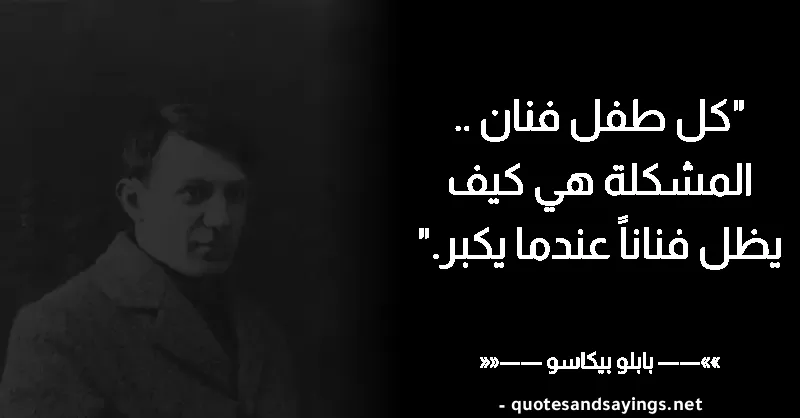 "كل طفل فنان ..
المشكلة هي كيف
يظل فناناً عندما يكبر."
»»—— بابلو بيكاسو ——««
- quotesandsayings.net